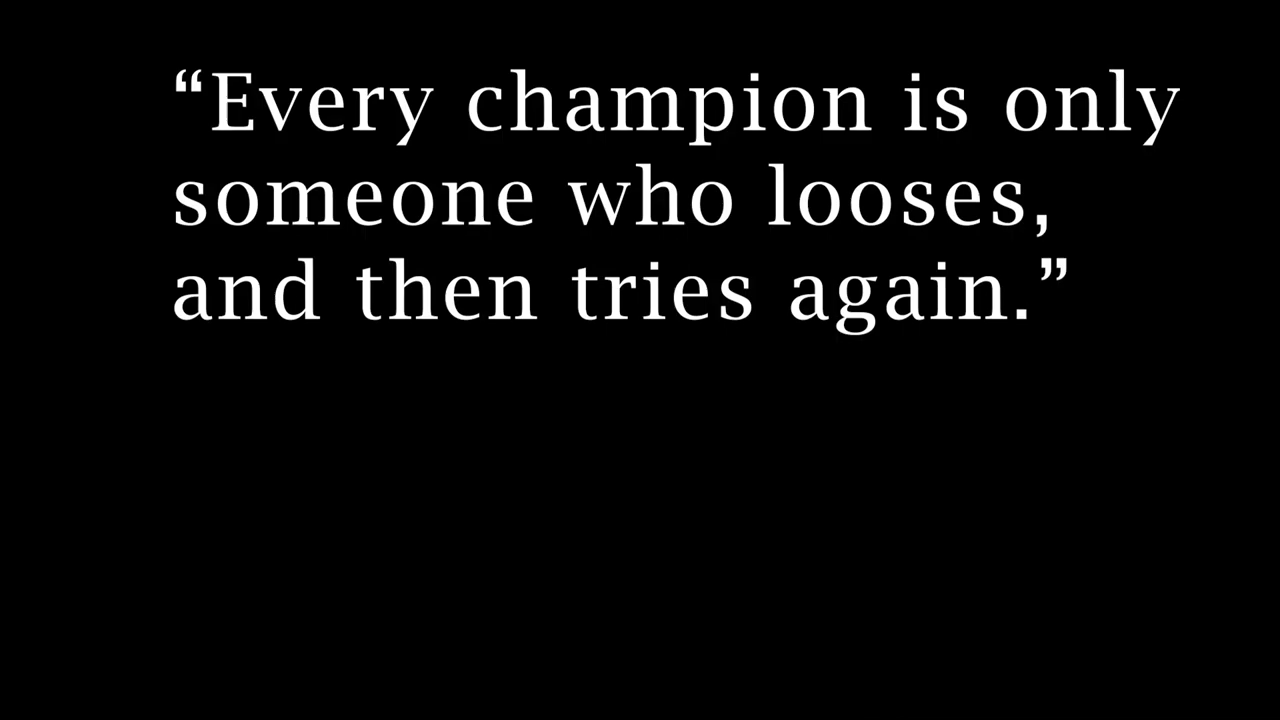 “Every champion is only
someone who looses,
and then tries again.”